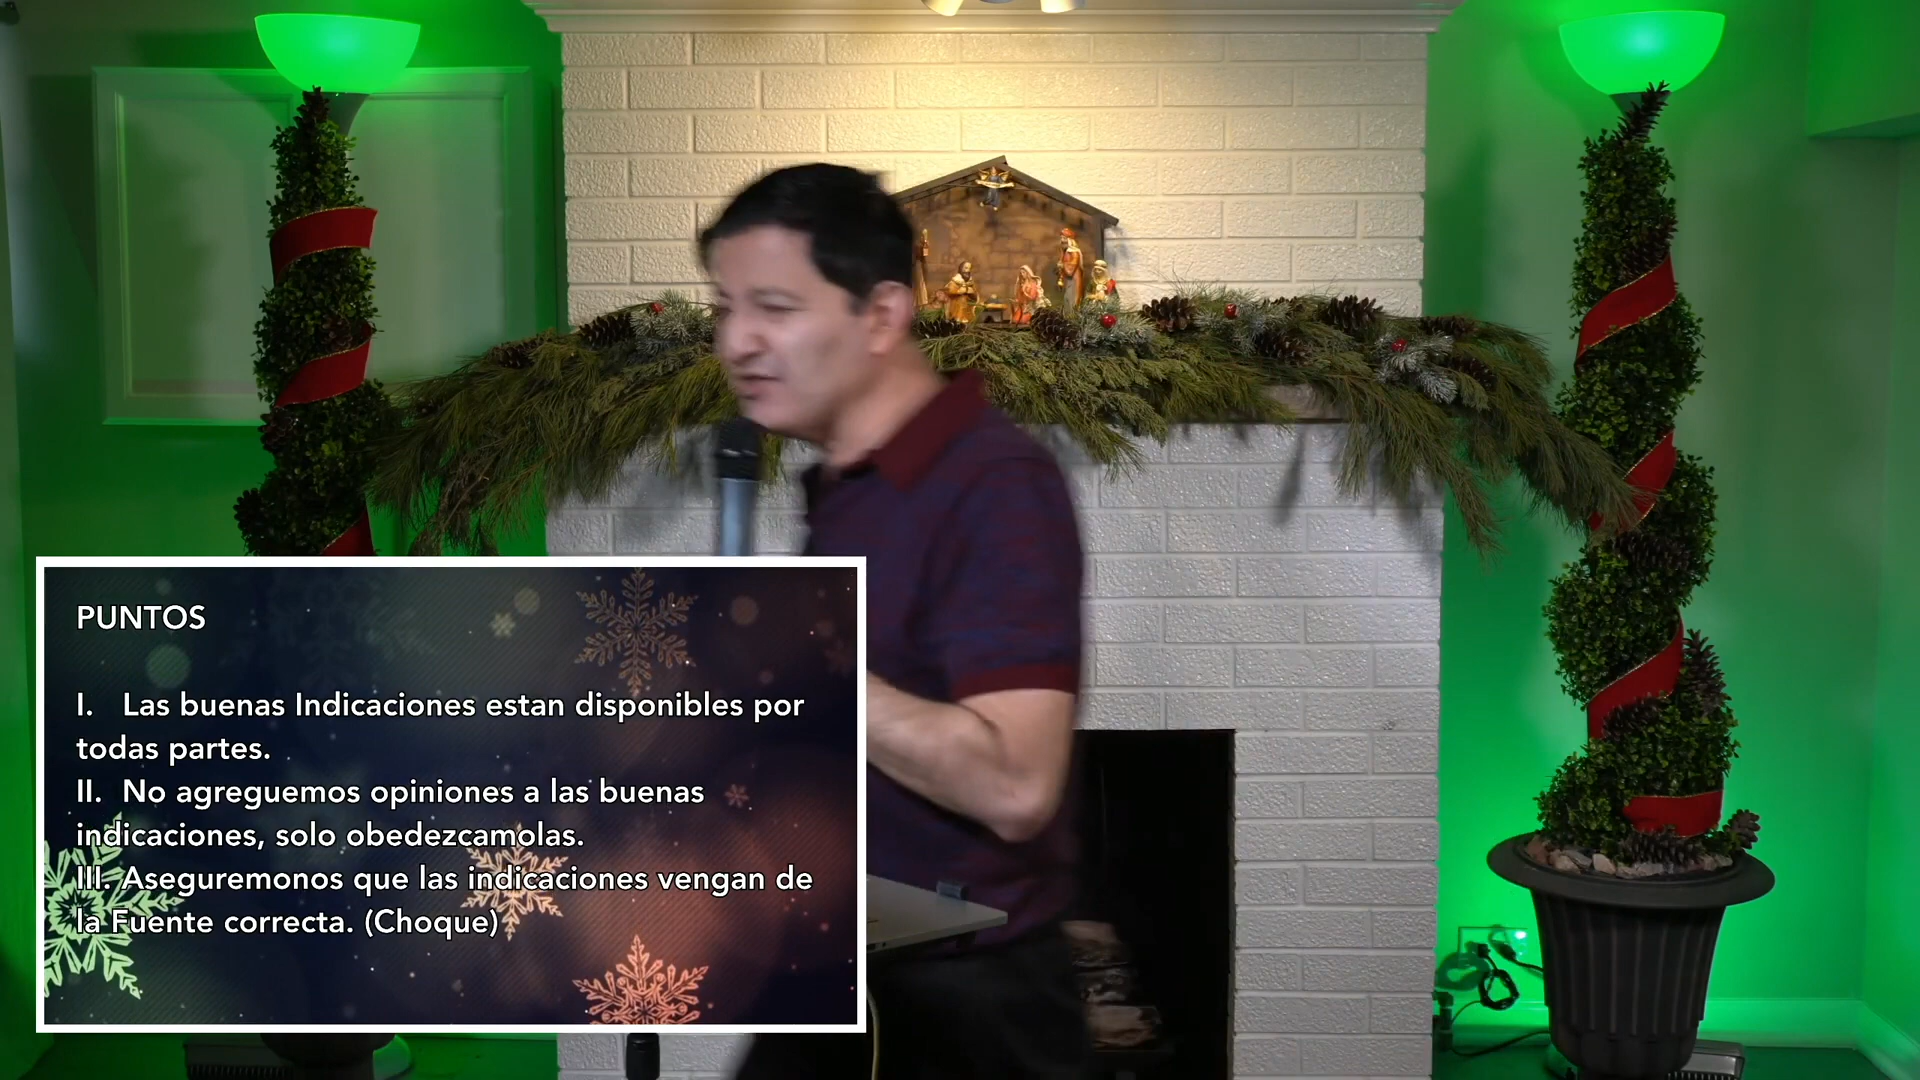 PUNTOS
I. Las buenas Indicaciones estan disponibles por
todas partes.
II. No agreguemos opiniones a las buenas
indicaciones, solo obedezcamolas.
III. Aseguremonos que las indicaciones vengan de
la Fuente correcta. (Choque)